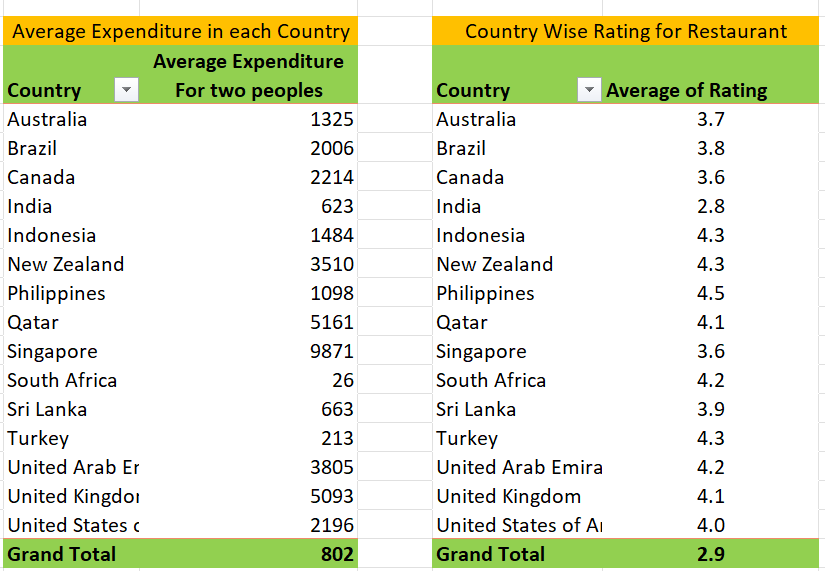 Average Expenditure in each Country
Average Expenditure
Country For two peoples
Australia 1325
Brazil 2006
Canada 2214
India 623
Indonesia 1484
New Zealand 3510
Philippines 1098
Qatar 5161
Singapore 9871
South Africa 26
Sri Lanka 663
Turkey 213
United Arab Er 3805
United Kingdor 5093
United States c 2196
Grand Total 802
Country Wise Rating for Restaurant
Country Average of Rating
Australia 3.7
Brazil 3.8
Canada 3.6
India 2.8
Indonesia 4.3
New Zealand 4.3
Philippines 4.5
Qatar 4.1
Singapore 3.6
South Africa 4.2
Sri Lanka 3.9
Turkey 4.3
United Arab Emira 4.2
United Kingdom 4.1
United States of Ar 4.0
Grand Total 2.9